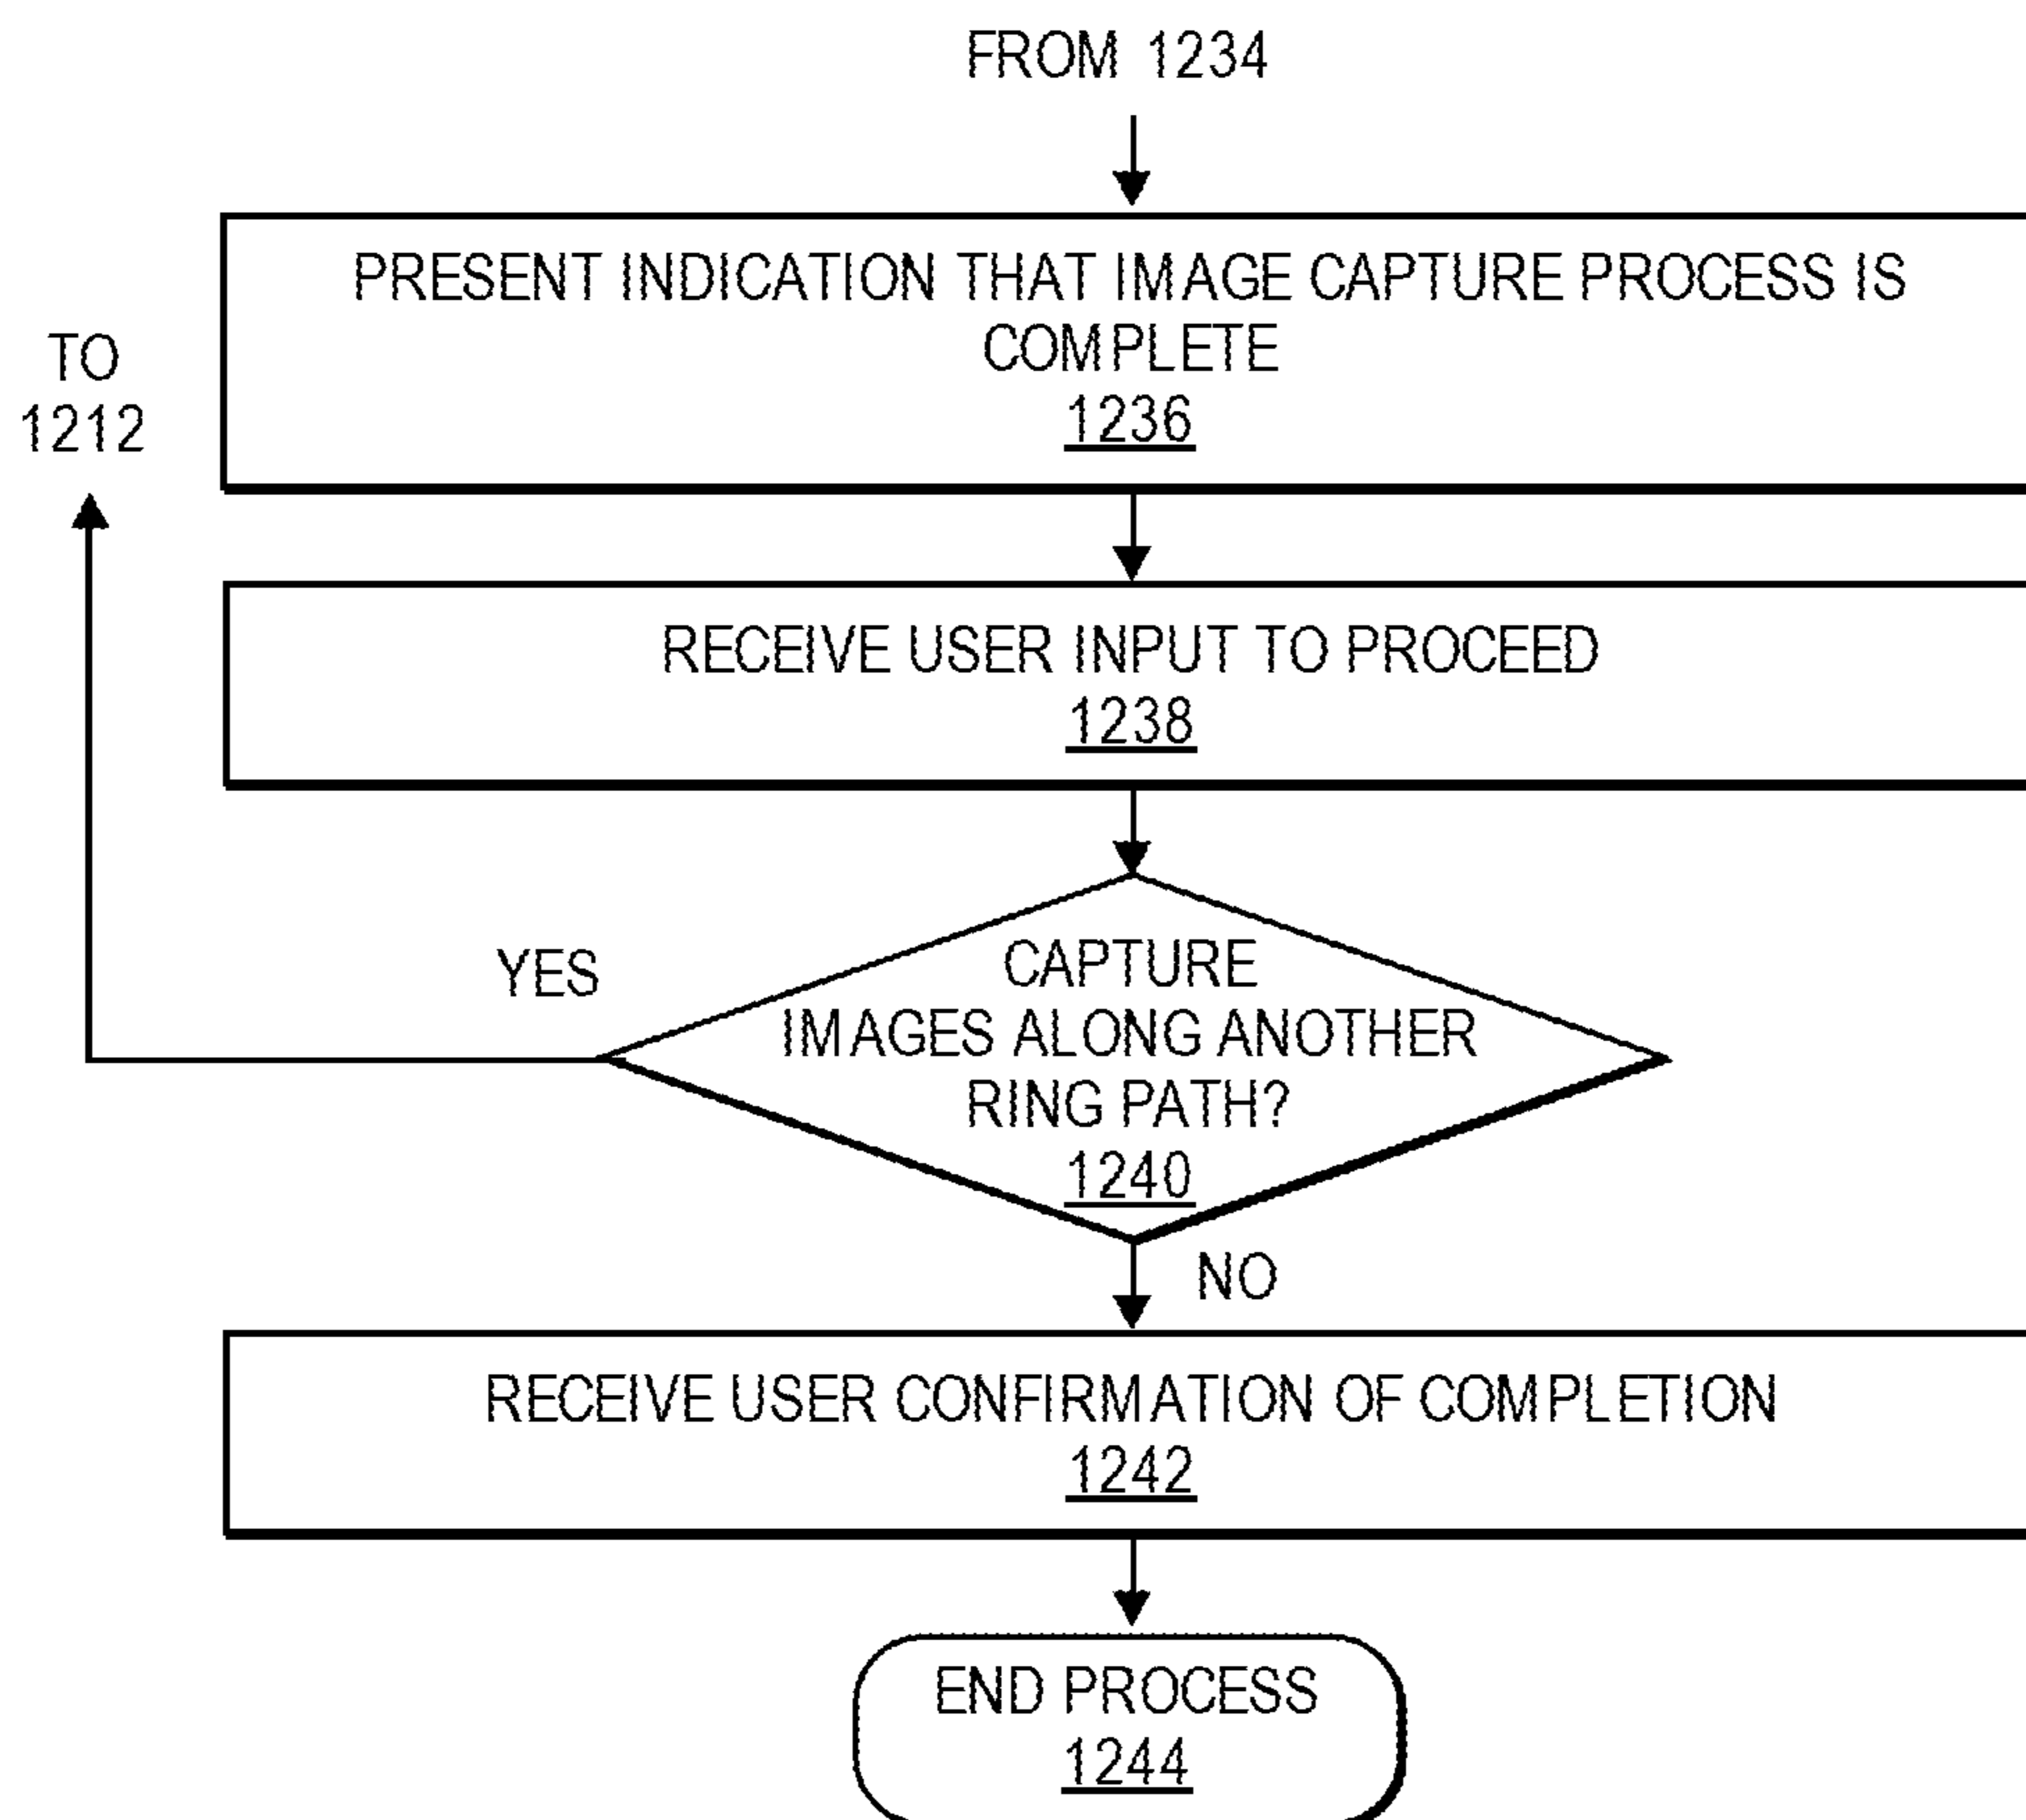 FROM 1234
PRESENT INDICATION THAT IMAGE CAPTURE PROCESS IS
COMPLETE
1236
TO
1212
RECEIVE USER INPUT TO PROCEED
1238
YES
CAPTURE
IMAGES ALONG ANOTHER
RING PATH?
1240
NO
RECEIVE USER CONFIRMATION OF COMPLETION
1242
END PROCESS
1244